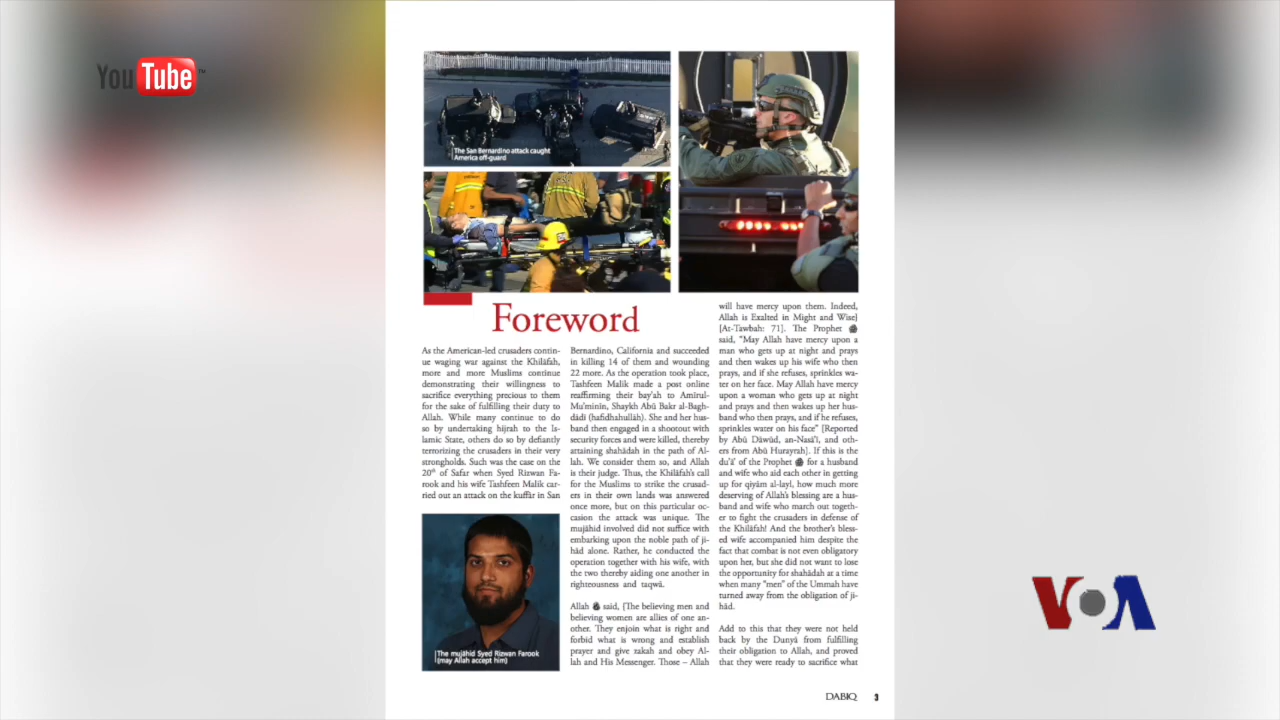 YouTube
TM
The San Bernardino attack caught
America off-guard
Foreword
As the American-led crusaders contin-
ue waging war against the Khilāfah,
more and more Muslims continue
demonstrating their willingness to
sacrifice everything precious to them
for the sake of fulfilling their duty to
Allah. While many continue to do
so by undertaking hijrah to the Is-
lamic State, others do so by defiantly
terrorizing the crusaders in their very
strongholds. Such was the case on the
20th of Safar when Syed Rizwan Fa-
rook and his wife Tashfeen Malik car-
ried out an attack on the kuffār in San
The mujāhid Syed Rizwan Farook
(may Allah accept him)
Bernardino, California and succeeded
in killing 14 of them and wounding
22 more. As the operation took place,
Tashfeen Malik made a post online
reaffirming their bay'ah to Amīrul-
Mu'minīn, Shaykh Abū Bakr al-Bagh-
dādī (hafidhahullāh). She and her hus-
band then engaged in a shootout with
security forces and were killed, thereby
attaining shahādah in the path of Al-
lah. We consider them so, and Allah
is their judge. Thus, the Khilāfah's call
for the Muslims to strike the crusad-
ers in their own lands was answered
once more, but on this particular oc-
casion the attack was unique. The
mujāhid involved did not suffice with
embarking upon the noble path of ji-
hād alone. Rather, he conducted the
operation together with his wife, with
the two thereby aiding one another in
righteousness and taqwā.
Allah said, [The believing men and
believing women are allies of one an-
other. They enjoin what is right and
forbid what is wrong and establish
prayer and give zakah and obey Al-
lah and His Messenger. Those – Allah
will have mercy upon them. Indeed,
Allah is Exalted in Might and Wise]
[At-Tawbah: 71]. The Prophet
said, "May Allah have mercy upon a
man who gets up at night and prays
and then wakes up his wife who then
prays, and if she refuses, sprinkles wa-
ter on her face. May Allah have mercy
upon a woman who gets up at night
and prays and then wakes up her hus-
band who then prays, and if he refuses,
sprinkles water on his face" [Reported
by Abū Dāwūd, an-Nasā'ī, and oth-
ers from Abū Hurayrah]. If this is the
du'ā' of the Prophet for a husband
and wife who aid each other in getting
up for qiyām al-layl, how much more
deserving of Allah's blessing are a hus-
band and wife who march out togeth-
er to fight the crusaders in defense of
the Khilāfah! And the brother's bless-
ed wife accompanied him despite the
fact that combat is not even obligatory
upon her, but she did not want to lose
the opportunity for shahādah at a time
when many "men" of the Ummah have
turned away from the obligation of ji-
hād.
Add to this that they were not held
back by the Dunyā from fulfilling
their obligation to Allah, and proved
that they were ready to sacrifice what
DABIQ 3
VOA